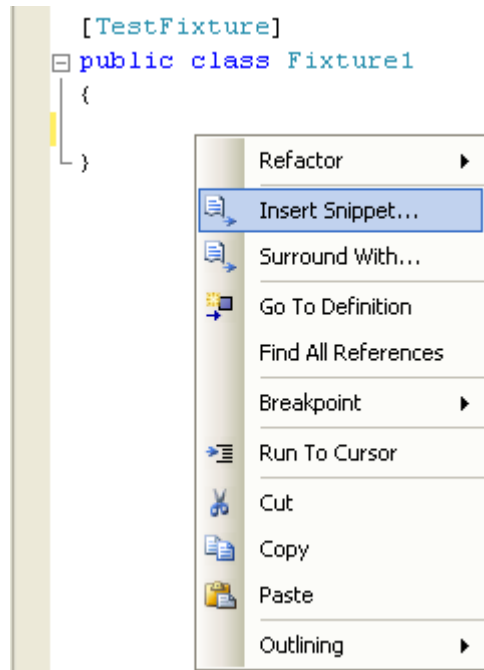 [TestFixture]
public class Fixture1
{
}
Refactor
Insert Snippet...
Surround With...
Go To Definition
Find All References
Breakpoint
Run To Cursor
Cut
Copy
Paste
Outlining